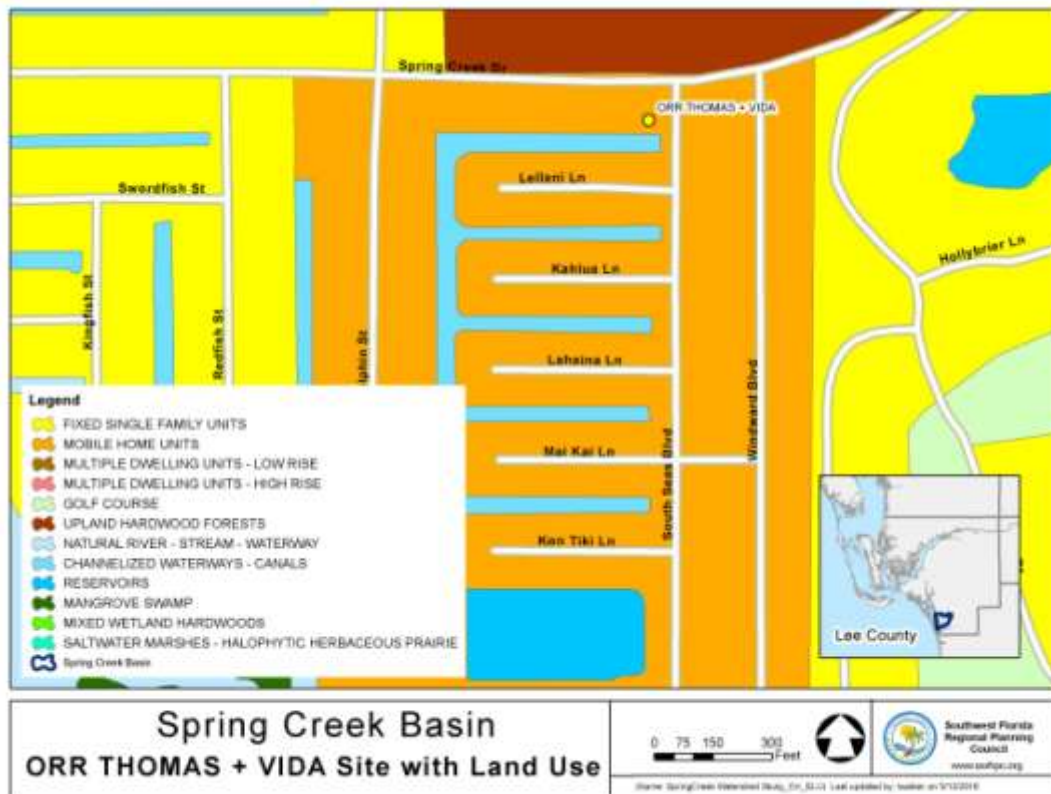 Spring Creek Dr
ORR THOMAS + VIDA
Leilani Ln
Swordfish St
Hollybrier Ln
Kahlua Ln
Kingfish St
Redfish St
lphin St
Lahaina Ln
Windward Blvd
South Seas Blvd
Mai Kai Ln
Kon Tiki Ln
Legend
FIXED SINGLE FAMILY UNITS
MOBILE HOME UNITS
MULTIPLE DWELLING UNITS - LOW RISE
MULTIPLE DWELLING UNITS - HIGH RISE
GOLF COURSE
UPLAND HARDWOOD FORESTS
NATURAL RIVER - STREAM - WATERWAY
CHANNELIZED WATERWAYS - CANALS
RESERVOIRS
MANGROVE SWAMP
MIXED WETLAND HARDWOODS
SALTWATER MARSHES - HALOPHYTIC HERBACEOUS PRAIRIE
Spring Creek Basin
Lee County
Spring Creek Basin
ORR THOMAS + VIDA Site with Land Use
0 75 150 300
Feet
Southwest Florida
Regional Planning
Council
www.swfrpc.org